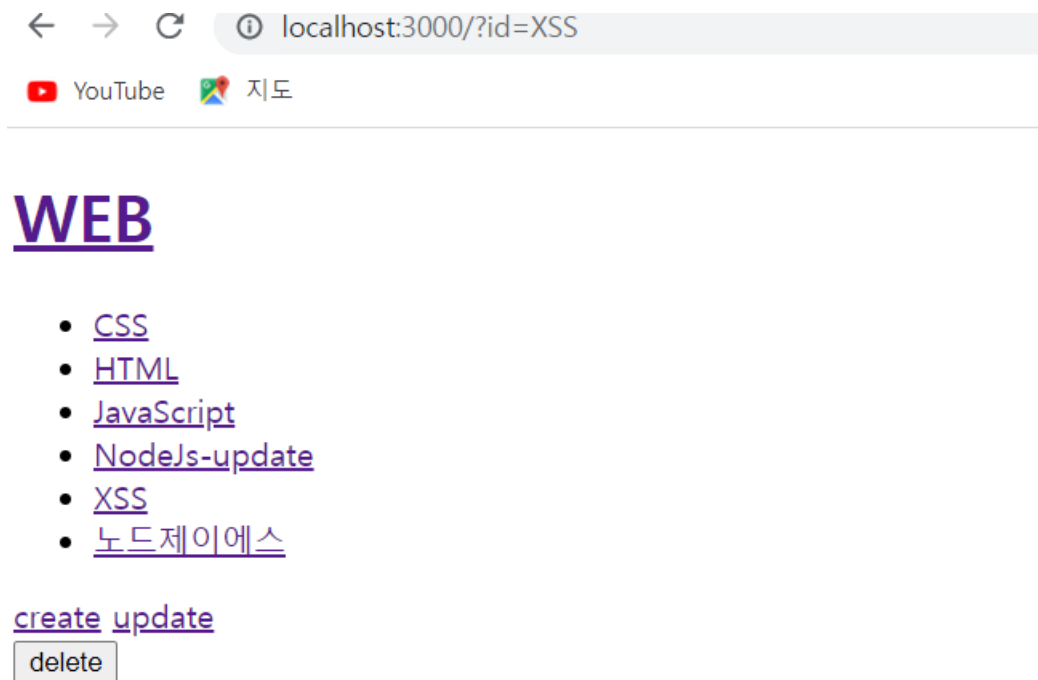 localhost:3000/?id=XSS
YouTube 지도
WEB
CSS
HTML
JavaScript
NodeJs-update
XSS
노드제이에스
create update
delete